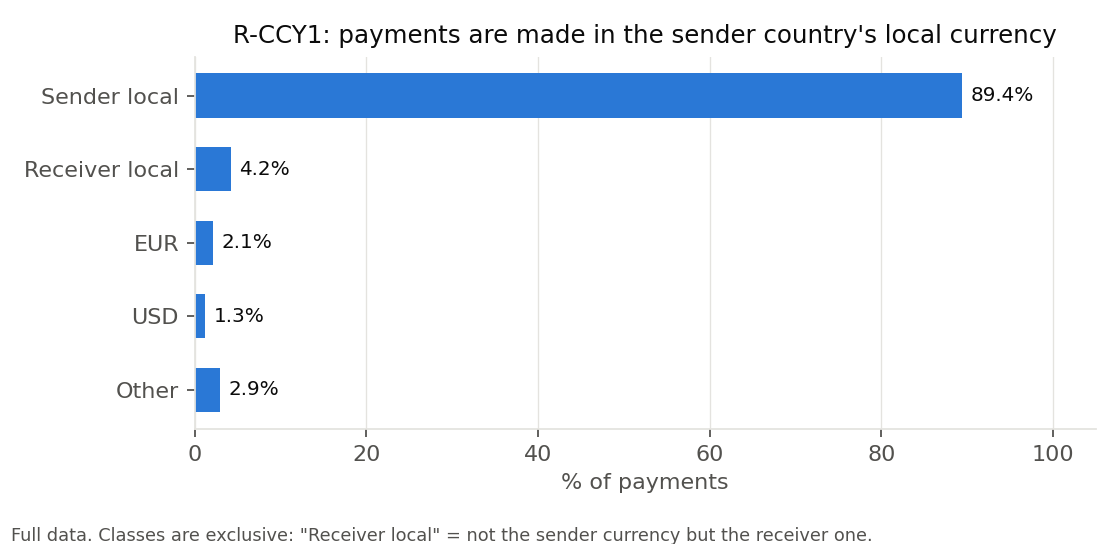 R-CCY1: payments are made in the sender country's local currency
Sender local
89.4%
Receiver local
4.2%
EUR
2.1%
USD
1.3%
Other
2.9%
0 20 40 60 80 100
% of payments
Full data. Classes are exclusive: "Receiver local" = not the sender currency but the receiver one.